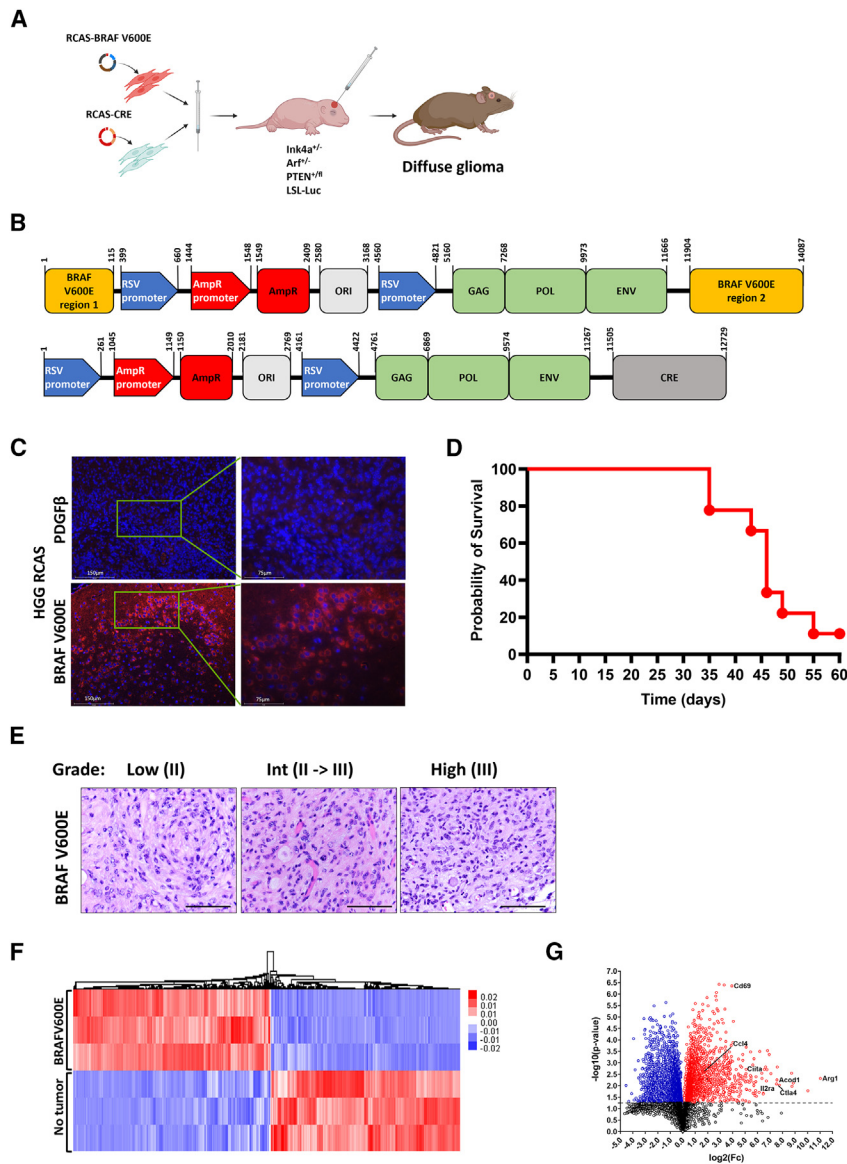 A
RCAS-BRAF V600E
RCAS-CRE
Ink4a+/-
Arf+/-
PTEN+/fl
LSL-Luc
Diffuse glioma
B
1 115 399 660 1444 1548 1549 2409 2580 3168 4560 4821 5160 7268 9973 11666 11904 14087
BRAF V600E region 1
RSV promoter
AmpR promoter
AmpR
ORI
RSV promoter
GAG
POL
ENV
BRAF V600E region 2
1 261 1045 1149 1150 2010 2181 2769 4161 4422 4761 6869 9574 11267 11505 12729
RSV promoter
AmpR promoter
AmpR
ORI
RSV promoter
GAG
POL
ENV
CRE
C
HGG RCAS
PDGFβ
BRAF V600E
150µm
75µm
150µm
75µm
D
Probability of Survival
100
80
60
40
20
0
0 5 10 15 20 25 30 35 40 45 50 55 60
Time (days)
E
Grade: Low (II) Int (II -> III) High (III)
BRAF V600E
F
BRAFV600E
No tumor
0.02
0.01
0.01
0.00
-0.01
-0.01
-0.02
G
-log10(p-value)
7.0
6.5
6.0
5.5
5.0
4.5
4.0
3.5
3.0
2.5
2.0
1.5
1.0
0.5
0.0
Cd69
Ccl4
Ciita
Acod1
Arg1
Il2ra
Ctla4
-5.0 -4.0 -3.0 -2.0 -1.0 0.0 1.0 2.0 3.0 4.0 5.0 6.0 7.0 8.0 9.0 10.0 11.0 12.0
log2(Fc)